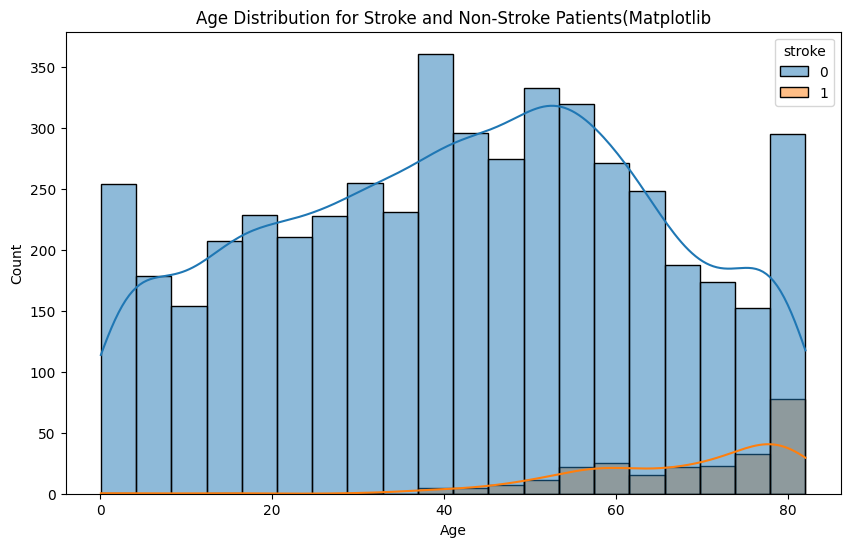 Age Distribution for Stroke and Non-Stroke Patients(Matplotlib
stroke
0
1
350
300
250
200
150
100
50
0
Count
0 20 40 60 80
Age